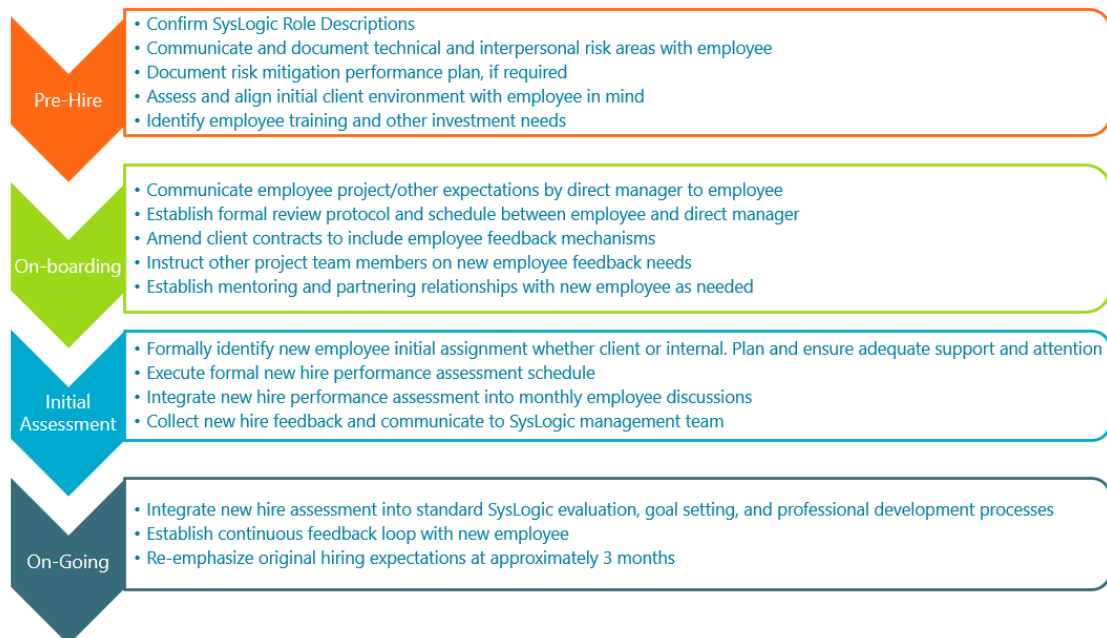 Pre-Hire
• Confirm SysLogic Role Descriptions
• Communicate and document technical and interpersonal risk areas with employee
• Document risk mitigation performance plan, if required
• Assess and align initial client environment with employee in mind
• Identify employee training and other investment needs
On-boarding
• Communicate employee project/other expectations by direct manager to employee
• Establish formal review protocol and schedule between employee and direct manager
• Amend client contracts to include employee feedback mechanisms
• Instruct other project team members on new employee feedback needs
• Establish mentoring and partnering relationships with new employee as needed
Initial
Assessment
• Formally identify new employee initial assignment whether client or internal. Plan and ensure adequate support and attention
• Execute formal new hire performance assessment schedule
• Integrate new hire performance assessment into monthly employee discussions
• Collect new hire feedback and communicate to SysLogic management team
On-Going
• Integrate new hire assessment into standard SysLogic evaluation, goal setting, and professional development processes
• Establish continuous feedback loop with new employee
• Re-emphasize original hiring expectations at approximately 3 months